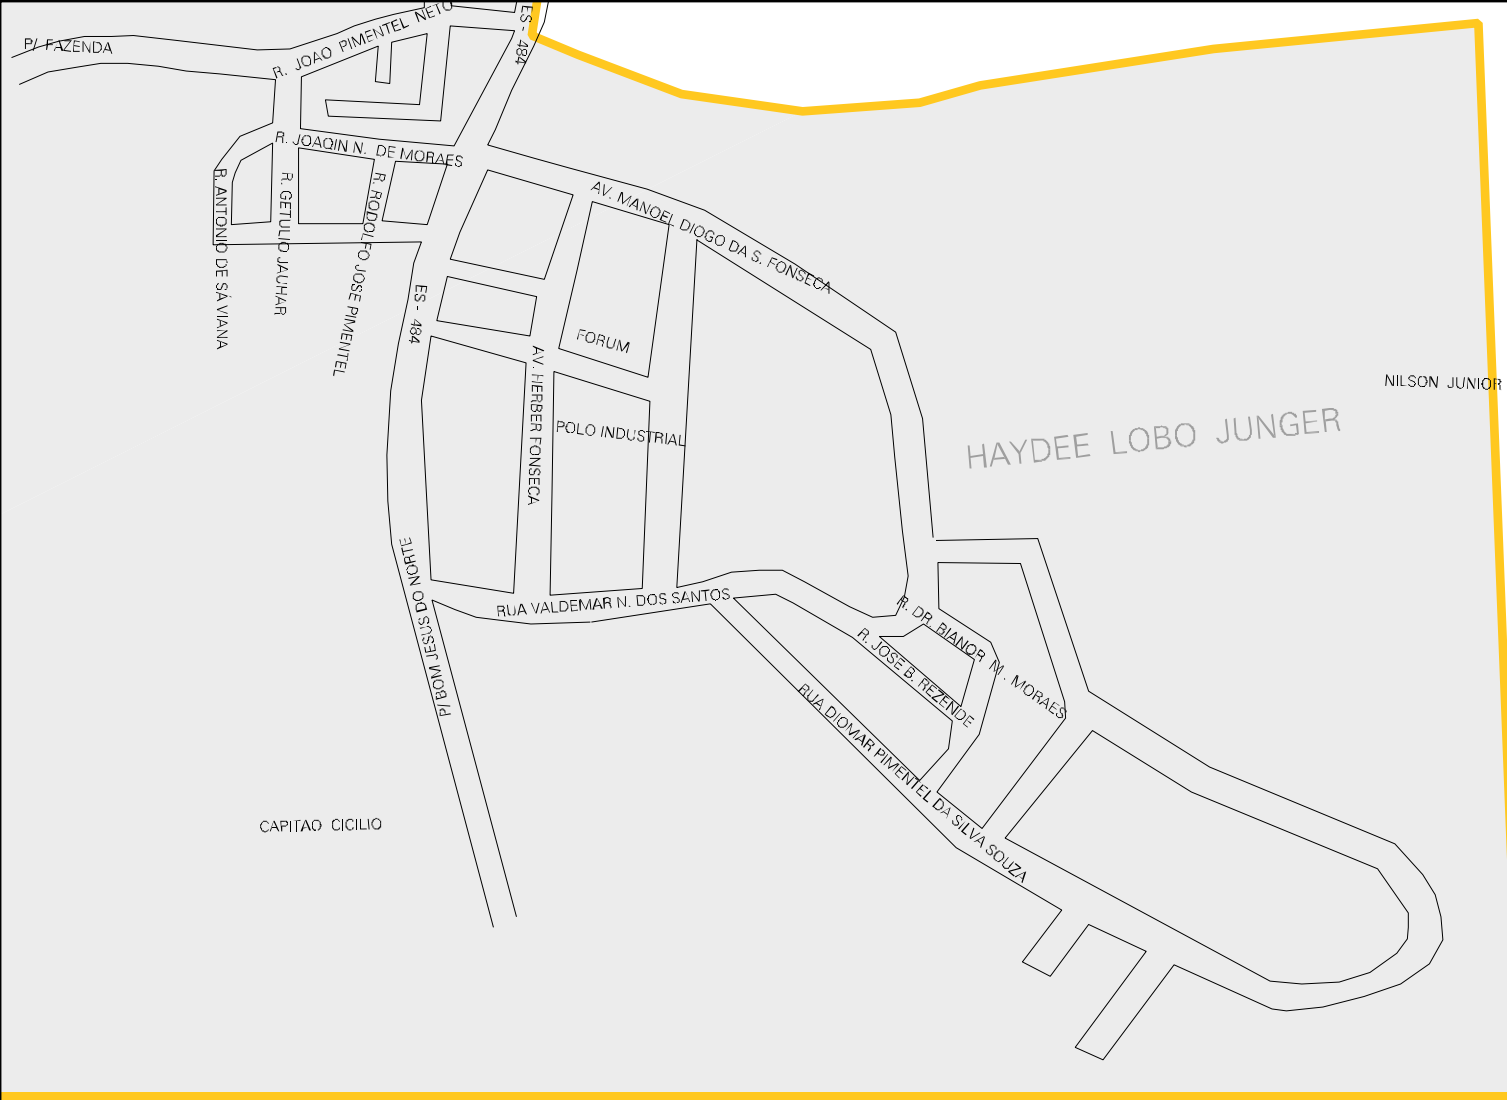 P/ FAZENDA
R. JOAO PIMENTEL NETO
ES - 484
R. JOAQIN N. DE MORAES
R. ANTONIO DE SÁ VIANA
R. GETULIO JAUHAR
R. RODOLFO JOSE PIMENTEL
AV. MANOEL DIOGO DA S. FONSECA
ES - 484
FORUM
AV. HERBER FONSECA
POLO INDUSTRIAL
NILSON JUNIOR
HAYDEE LOBO JUNGER
P/ BOM JESUS DO NORTE
RUA VALDEMAR N. DOS SANTOS
R. DR. BIANOR M. MORAES
R. JOSE B. REZENDE
RUA DIOMAR PIMENTEL DA SILVA SOUZA
CAPITAO CICILIO